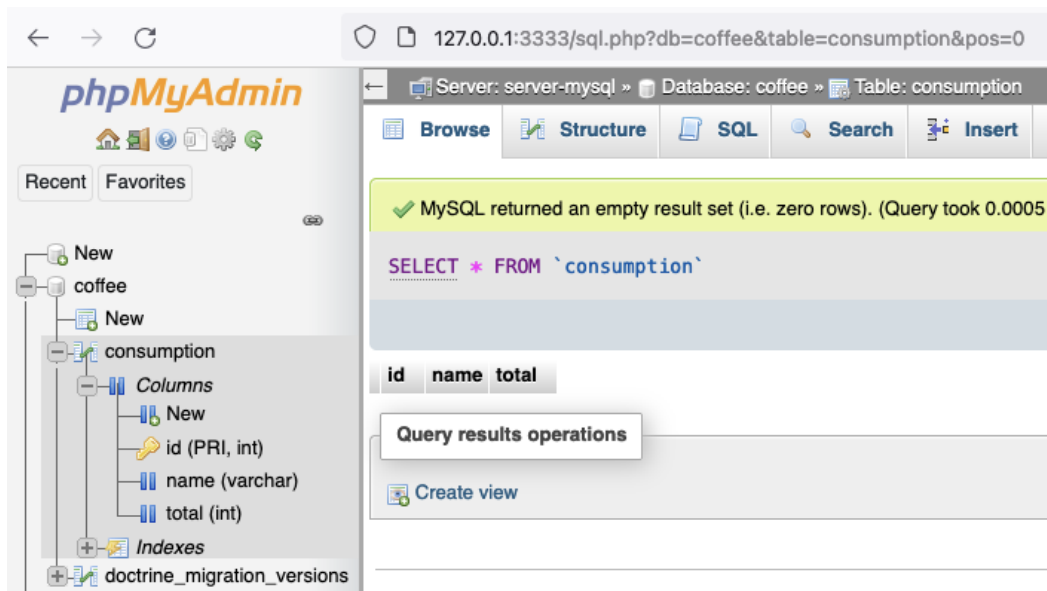 127.0.0.1:3333/sql.php?db=coffee&table=consumption&pos=0
phpMyAdmin
Recent Favorites
New
coffee
New
consumption
Columns
New
id (PRI, int)
name (varchar)
total (int)
Indexes
doctrine_migration_versions
Server: server-mysql » Database: coffee » Table: consumption
Browse Structure SQL Search Insert
MySQL returned an empty result set (i.e. zero rows). (Query took 0.0005
SELECT * FROM `consumption`
id name total
Query results operations
Create view